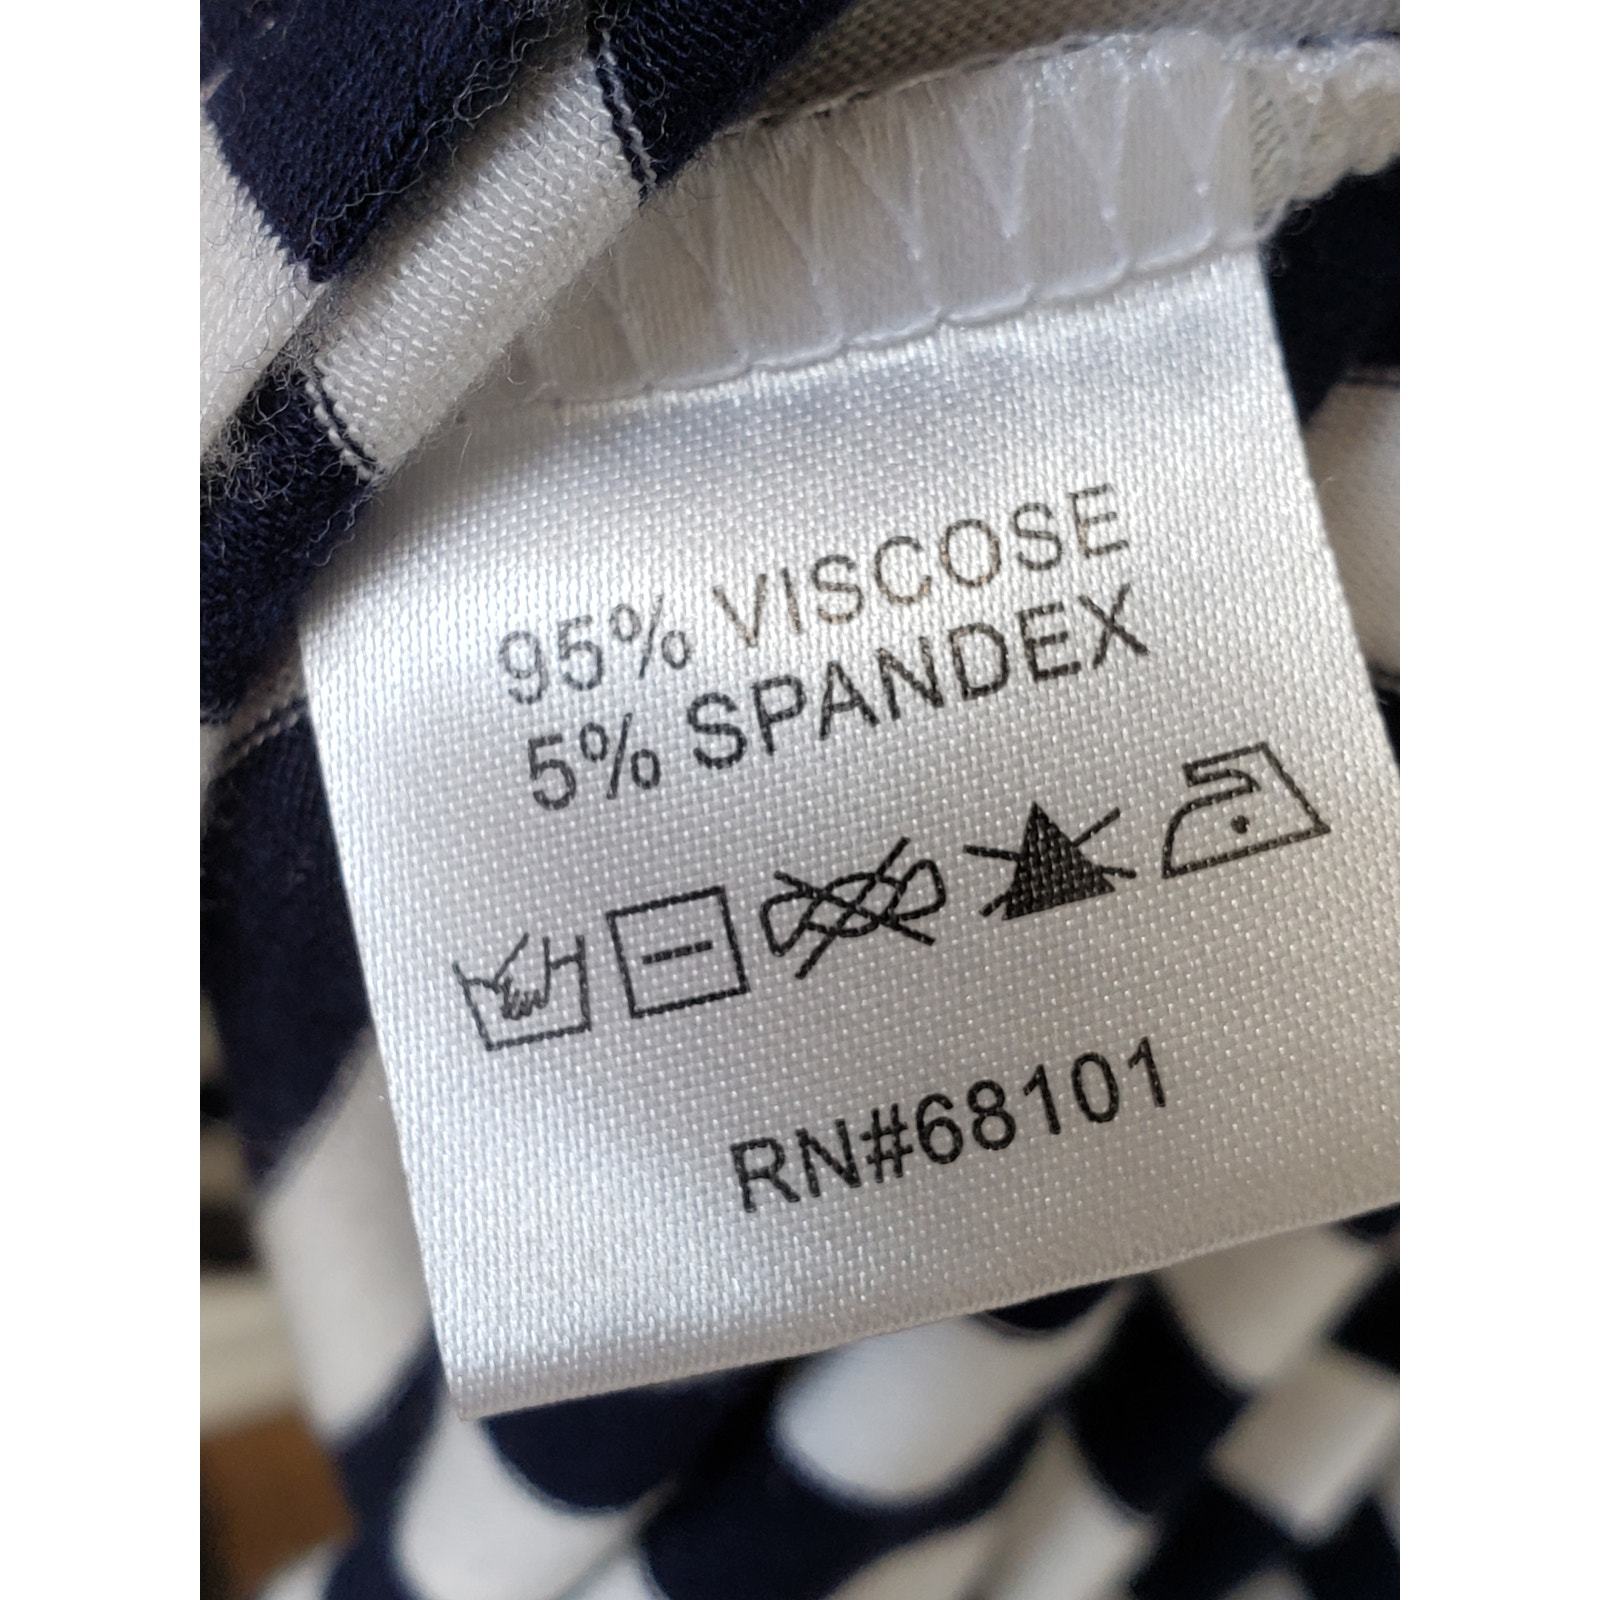 95% VISCOSE
5% SPANDEX
RN#68101